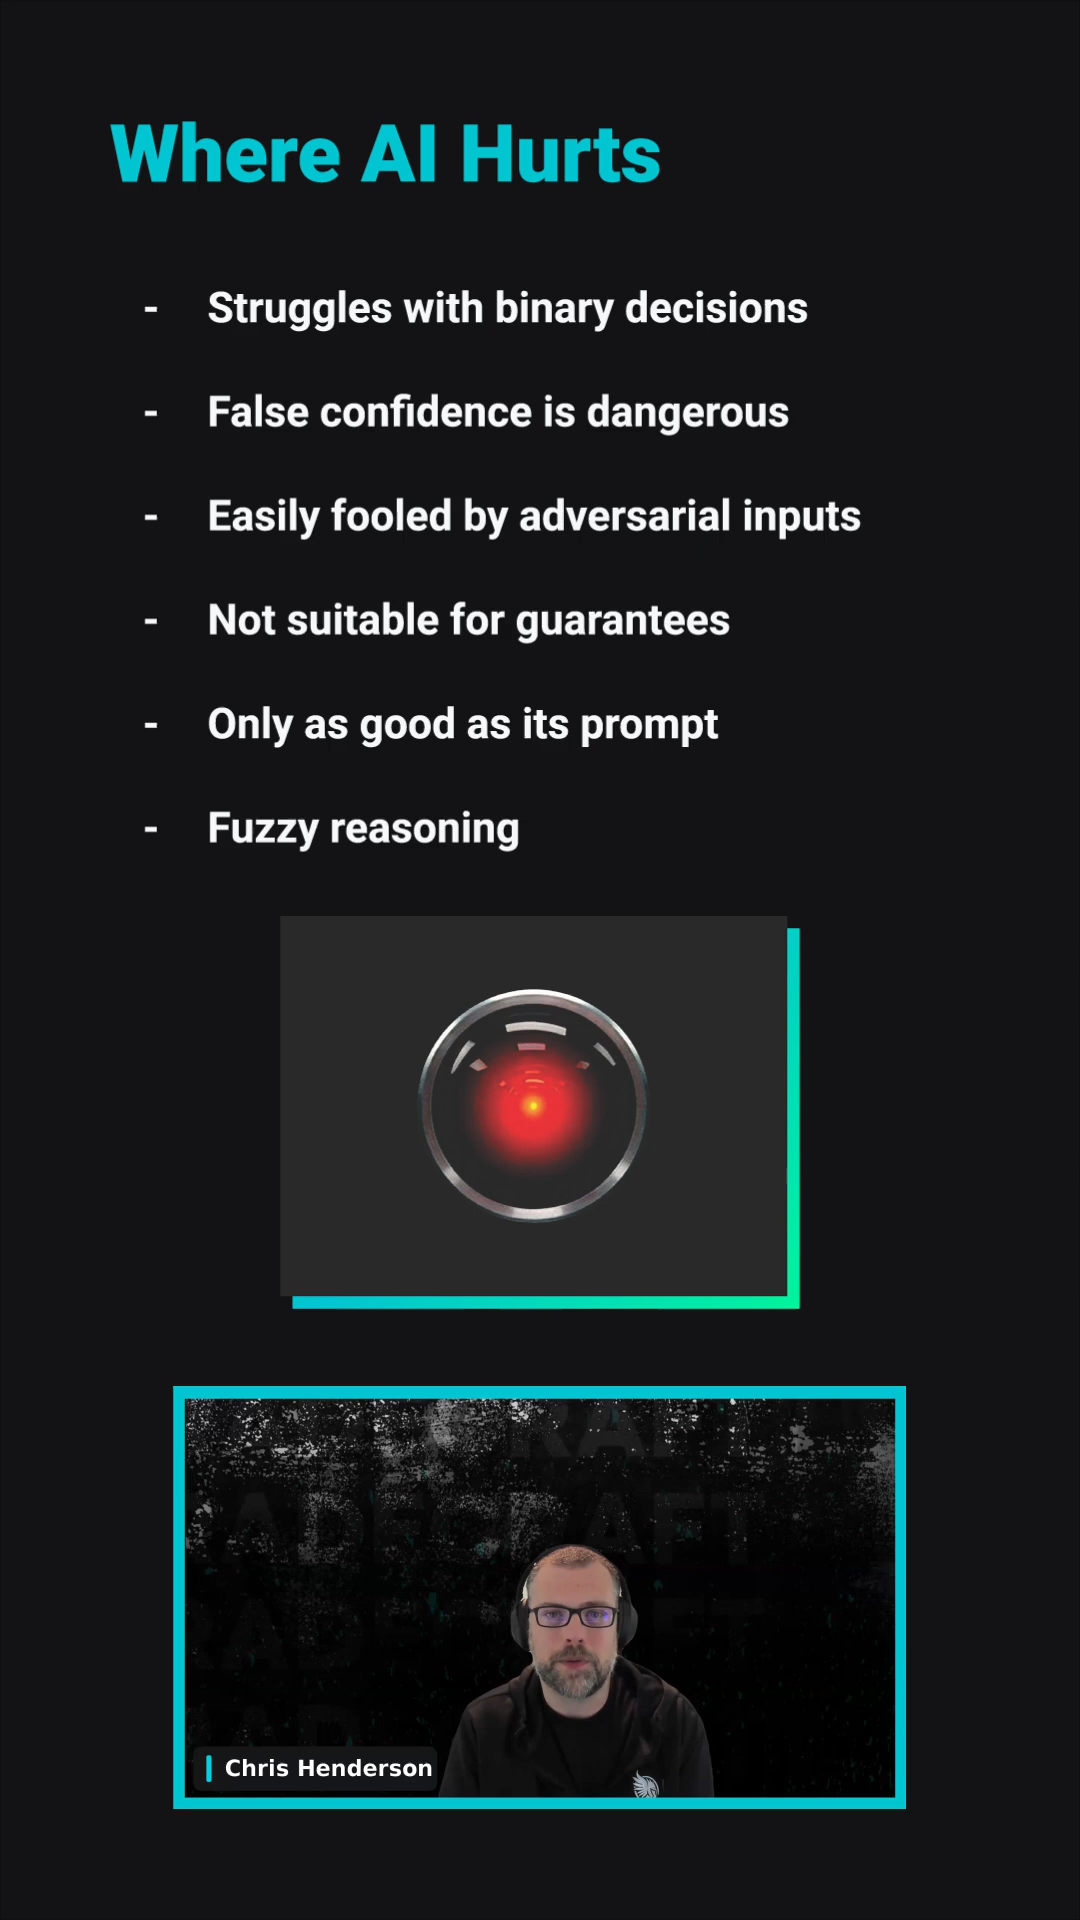 Where AI Hurts
- Struggles with binary decisions
- False confidence is dangerous
- Easily fooled by adversarial inputs
- Not suitable for guarantees
- Only as good as its prompt
- Fuzzy reasoning
Chris Henderson